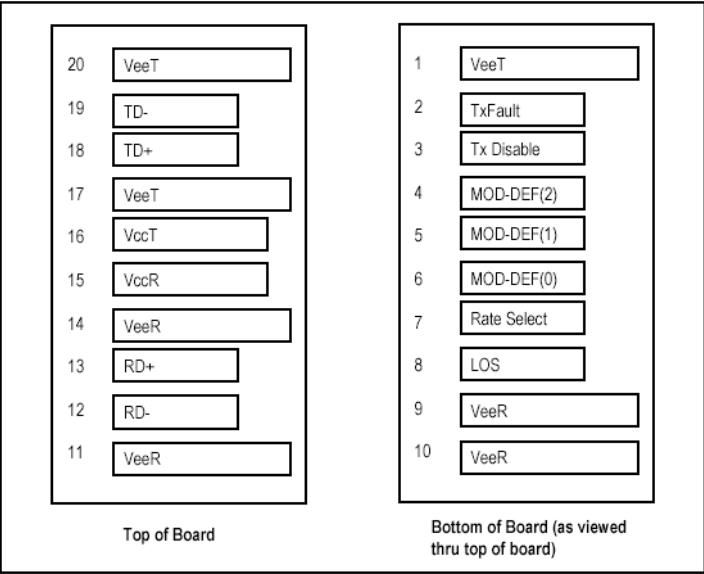 20 VeeT
19 TD-
18 TD+
17 VeeT
16 VccT
15 VccR
14 VeeR
13 RD+
12 RD-
11 VeeR
Top of Board
1 VeeT
2 TxFault
3 Tx Disable
4 MOD-DEF(2)
5 MOD-DEF(1)
6 MOD-DEF(0)
7 Rate Select
8 LOS
9 VeeR
10 VeeR
Bottom of Board (as viewed
thru top of board)